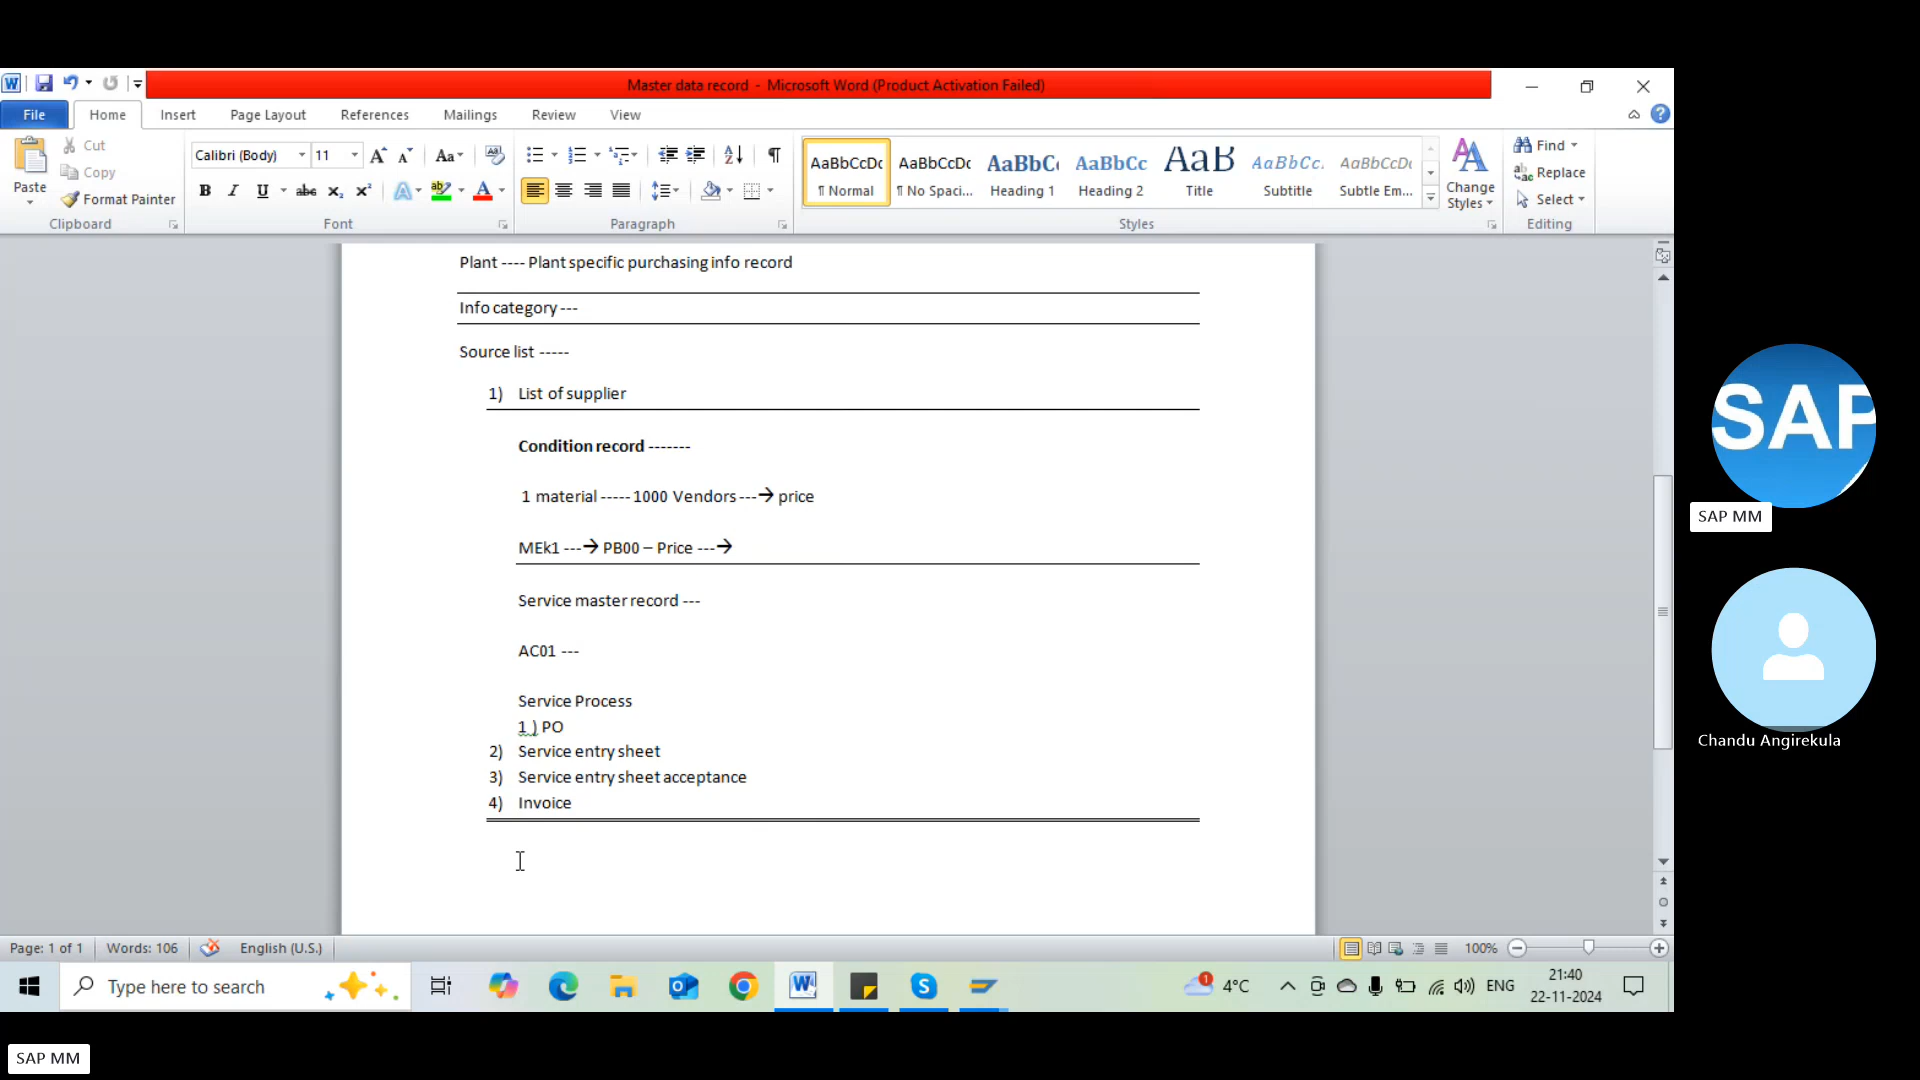 Master data record - Microsoft Word (Product Activation Failed)
File Home Insert Page Layout References Mailings Review View
Paste
Cut
Copy
Format Painter
Clipboard
Calibri (Body) 11
Font
Paragraph
AaBbCcDc AaBbCcDc AaBbC AaBbCc AaB AaBbCc. AaBbCcDc
¶ Normal ¶ No Spaci... Heading 1 Heading 2 Title Subtitle Subtle Em...
Change Styles
Styles
Find
Replace
Select
Editing
Plant ---- Plant specific purchasing info record
Info category ---
Source list -----
1) List of supplier
Condition record -------
1 material ----- 1000 Vendors ---→ price
MEk1 ---→ PB00 – Price ---→
Service master record ---
AC01 ---
Service Process
1 ) PO
2) Service entry sheet
3) Service entry sheet acceptance
4) Invoice
Page: 1 of 1 Words: 106 English (U.S.) 100%
Type here to search
4°C
ENG
21:40
22-11-2024
SAP
SAP MM
Chandu Angirekula
SAP MM